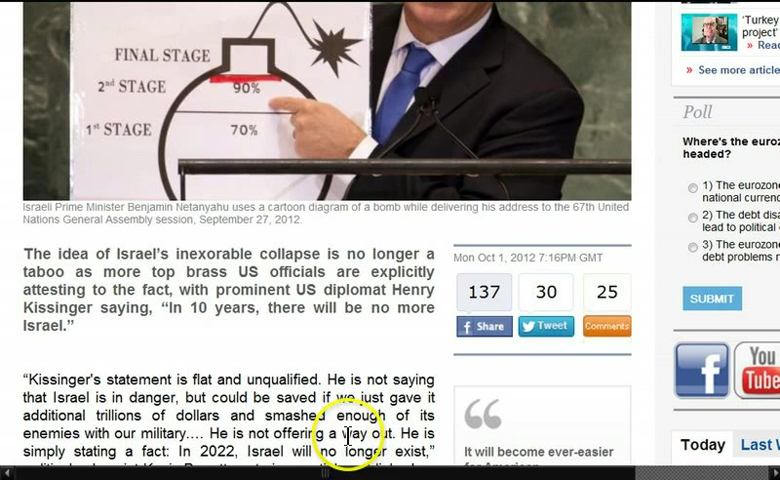 FINAL STAGE
2nd STAGE 90%
1st STAGE 70%
Israeli Prime Minister Benjamin Netanyahu uses a cartoon diagram of a bomb while delivering his address to the 67th United
Nations General Assembly session, September 27, 2012.
The idea of Israel's inexorable collapse is no longer a
taboo as more top brass US officials are explicitly
attesting to the fact, with prominent US diplomat Henry
Kissinger saying, “In 10 years, there will be no more
Israel.”
“Kissinger's statement is flat and unqualified. He is not saying
that Israel is in danger, but could be saved if we just gave it
additional trillions of dollars and smashed enough of its
enemies with our military.... He is not offering a way out. He is
simply stating a fact: In 2022, Israel will no longer exist,”
Mon Oct 1, 2012 7:16PM GMT
137 30 25
Share Tweet Comments
“
It will become ever-easier
for American
'Turkey
project'
» Read
» See more article
Poll
Where's the euroz
headed?
1) The eurozone
national currenc
2) The debt disa
lead to political
3) The eurozone
debt problems r
SUBMIT
f You
Tube
Today Last W